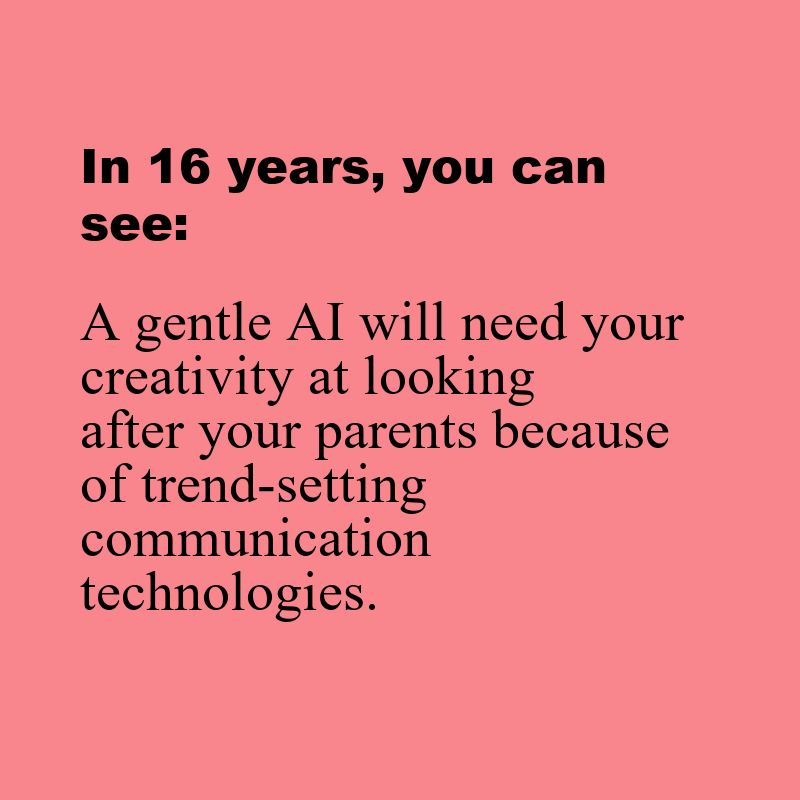 In 16 years, you can
see:
A gentle AI will need your
creativity at looking
after your parents because
of trend-setting
communication
technologies.